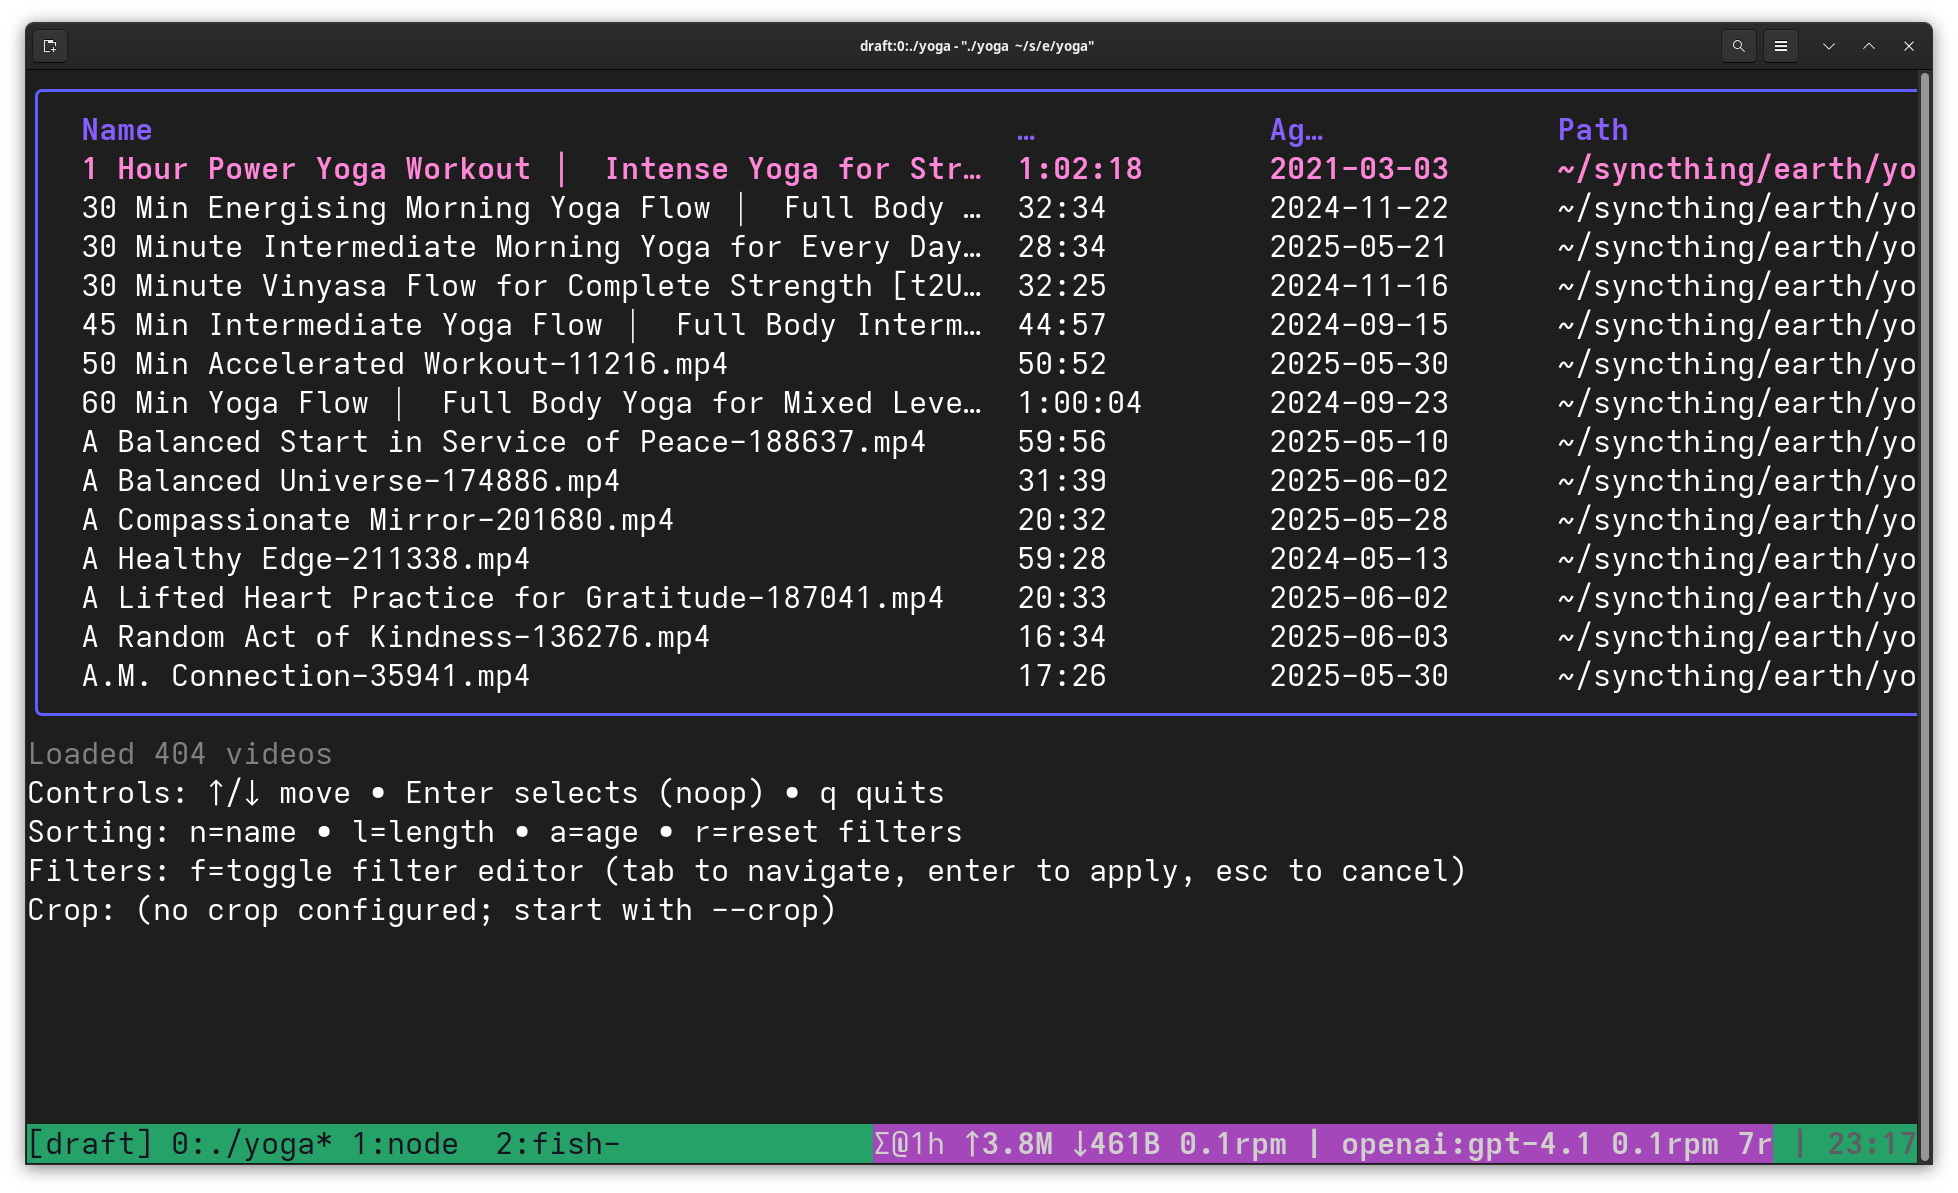 draft:0:./yoga - "./yoga ~/s/e/yoga"
Name … Ag… Path
1 Hour Power Yoga Workout │ Intense Yoga for Str… 1:02:18 2021-03-03 ~/syncthing/earth/yo
30 Min Energising Morning Yoga Flow │ Full Body … 32:34 2024-11-22 ~/syncthing/earth/yo
30 Minute Intermediate Morning Yoga for Every Day… 28:34 2025-05-21 ~/syncthing/earth/yo
30 Minute Vinyasa Flow for Complete Strength [t2U… 32:25 2024-11-16 ~/syncthing/earth/yo
45 Min Intermediate Yoga Flow │ Full Body Interm… 44:57 2024-09-15 ~/syncthing/earth/yo
50 Min Accelerated Workout-11216.mp4 50:52 2025-05-30 ~/syncthing/earth/yo
60 Min Yoga Flow │ Full Body Yoga for Mixed Leve… 1:00:04 2024-09-23 ~/syncthing/earth/yo
A Balanced Start in Service of Peace-188637.mp4 59:56 2025-05-10 ~/syncthing/earth/yo
A Balanced Universe-174886.mp4 31:39 2025-06-02 ~/syncthing/earth/yo
A Compassionate Mirror-201680.mp4 20:32 2025-05-28 ~/syncthing/earth/yo
A Healthy Edge-211338.mp4 59:28 2024-05-13 ~/syncthing/earth/yo
A Lifted Heart Practice for Gratitude-187041.mp4 20:33 2025-06-02 ~/syncthing/earth/yo
A Random Act of Kindness-136276.mp4 16:34 2025-06-03 ~/syncthing/earth/yo
A.M. Connection-35941.mp4 17:26 2025-05-30 ~/syncthing/earth/yo
Loaded 404 videos
Controls: ↑/↓ move • Enter selects (noop) • q quits
Sorting: n=name • l=length • a=age • r=reset filters
Filters: f=toggle filter editor (tab to navigate, enter to apply, esc to cancel)
Crop: (no crop configured; start with --crop)
[draft] 0:./yoga* 1:node 2:fish- Σ@1h ↑3.8M ↓461B 0.1rpm | openai:gpt-4.1 0.1rpm 7r | 23:17